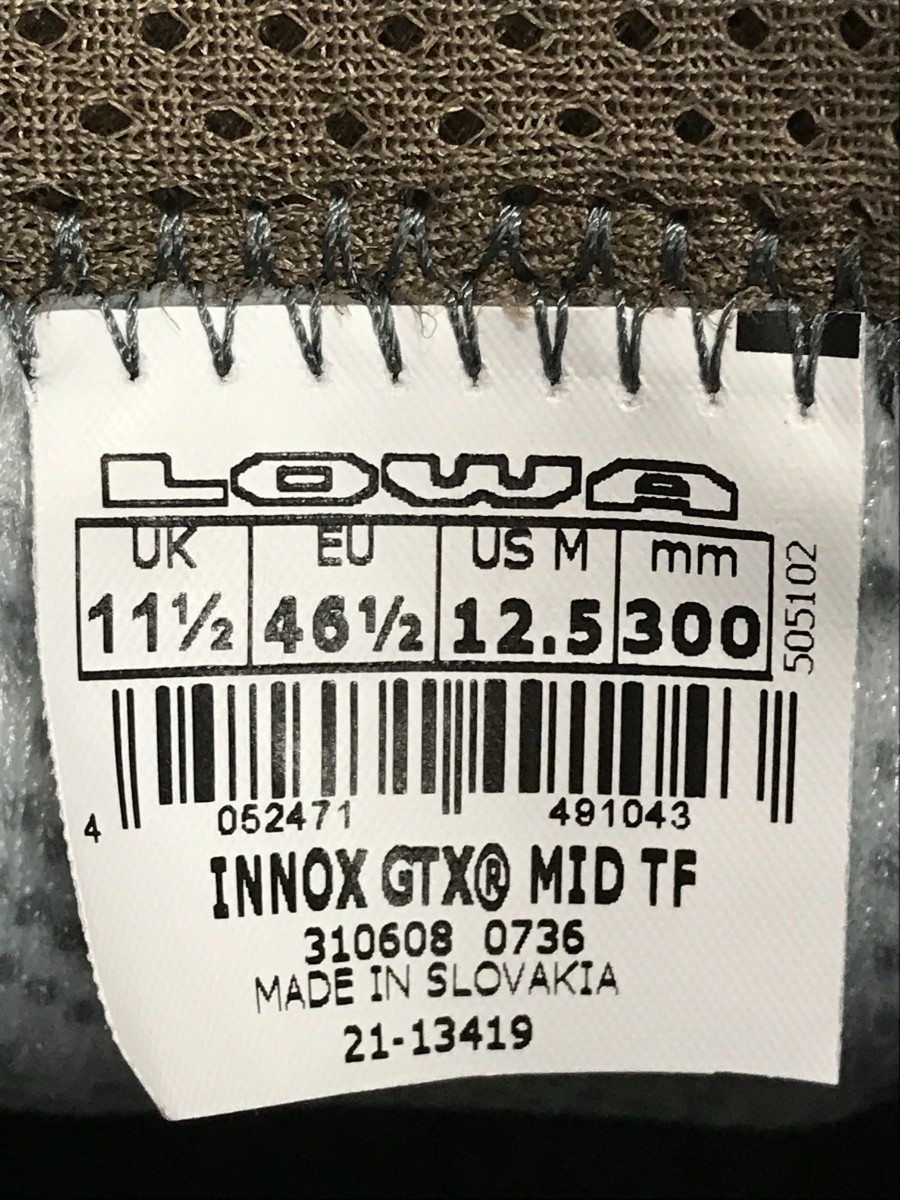 LOWA
UK EU US M mm
11½ 46½ 12.5 300
505102
4 052471 491043
INNOX GTX® MID TF
310608 0736
MADE IN SLOVAKIA
21-13419